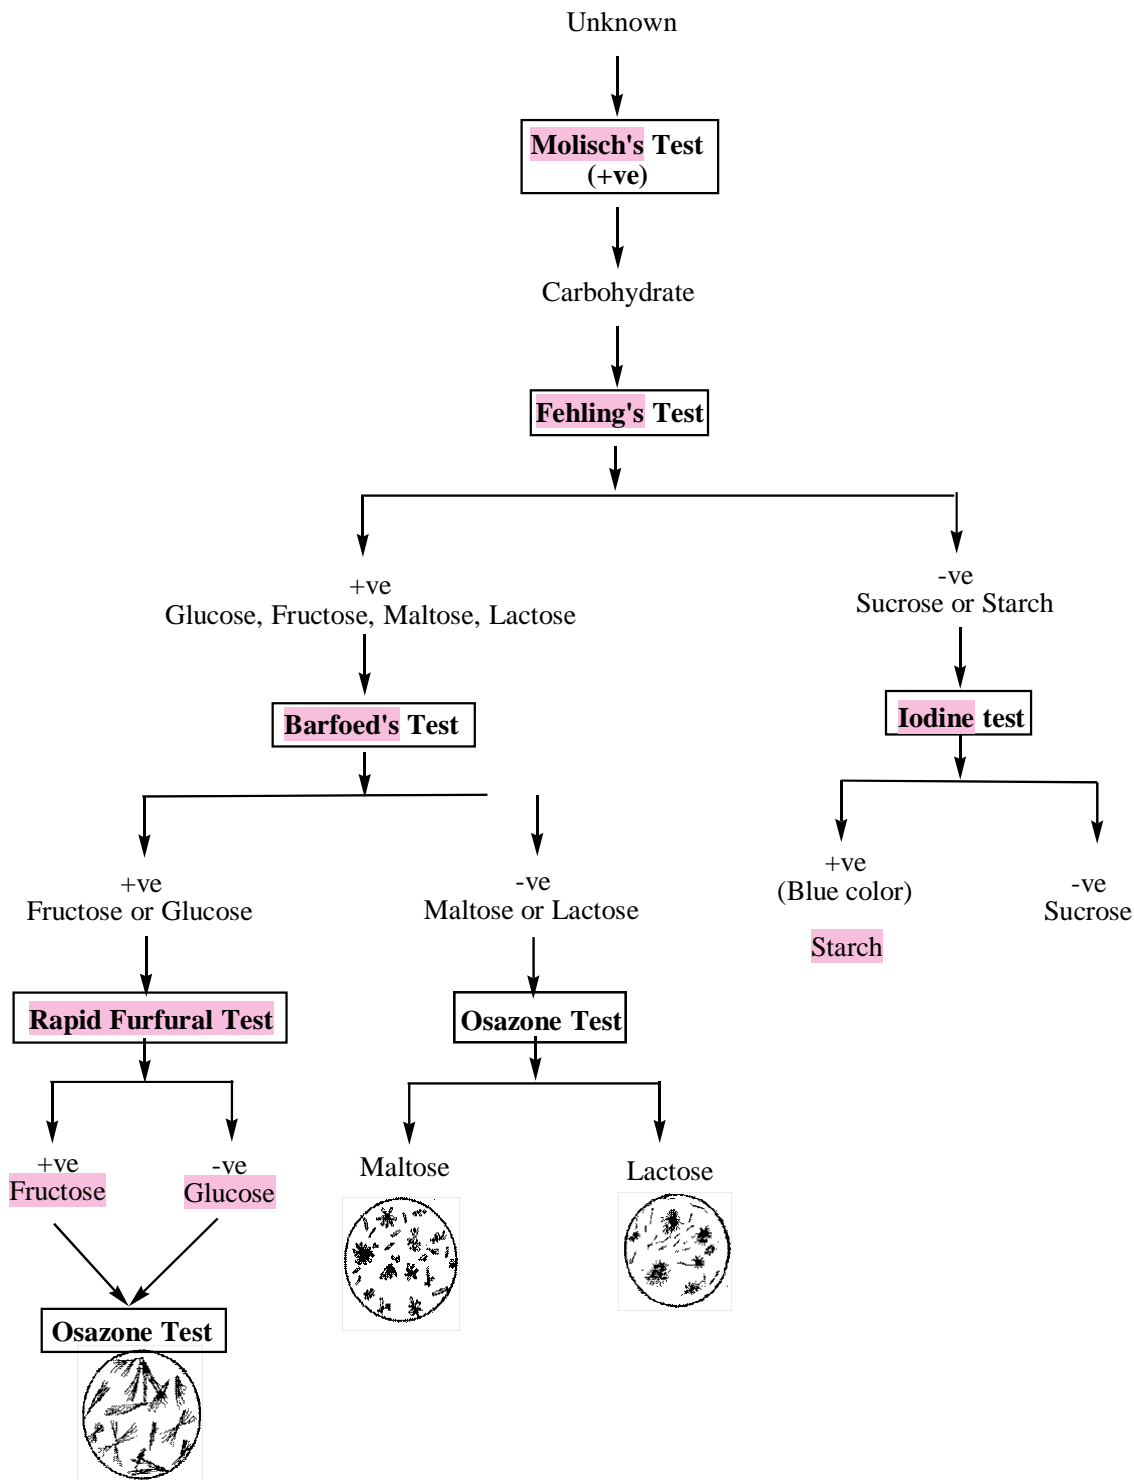 Unknown
Molisch's Test
(+ve)
Carbohydrate
Fehling's Test
+ve
Glucose, Fructose, Maltose, Lactose
-ve
Sucrose or Starch
Barfoed's Test
Iodine test
+ve
Fructose or Glucose
-ve
Maltose or Lactose
+ve
(Blue color)
Starch
-ve
Sucrose
Rapid Furfural Test
Osazone Test
+ve
Fructose
-ve
Glucose
Maltose
Lactose
Osazone Test